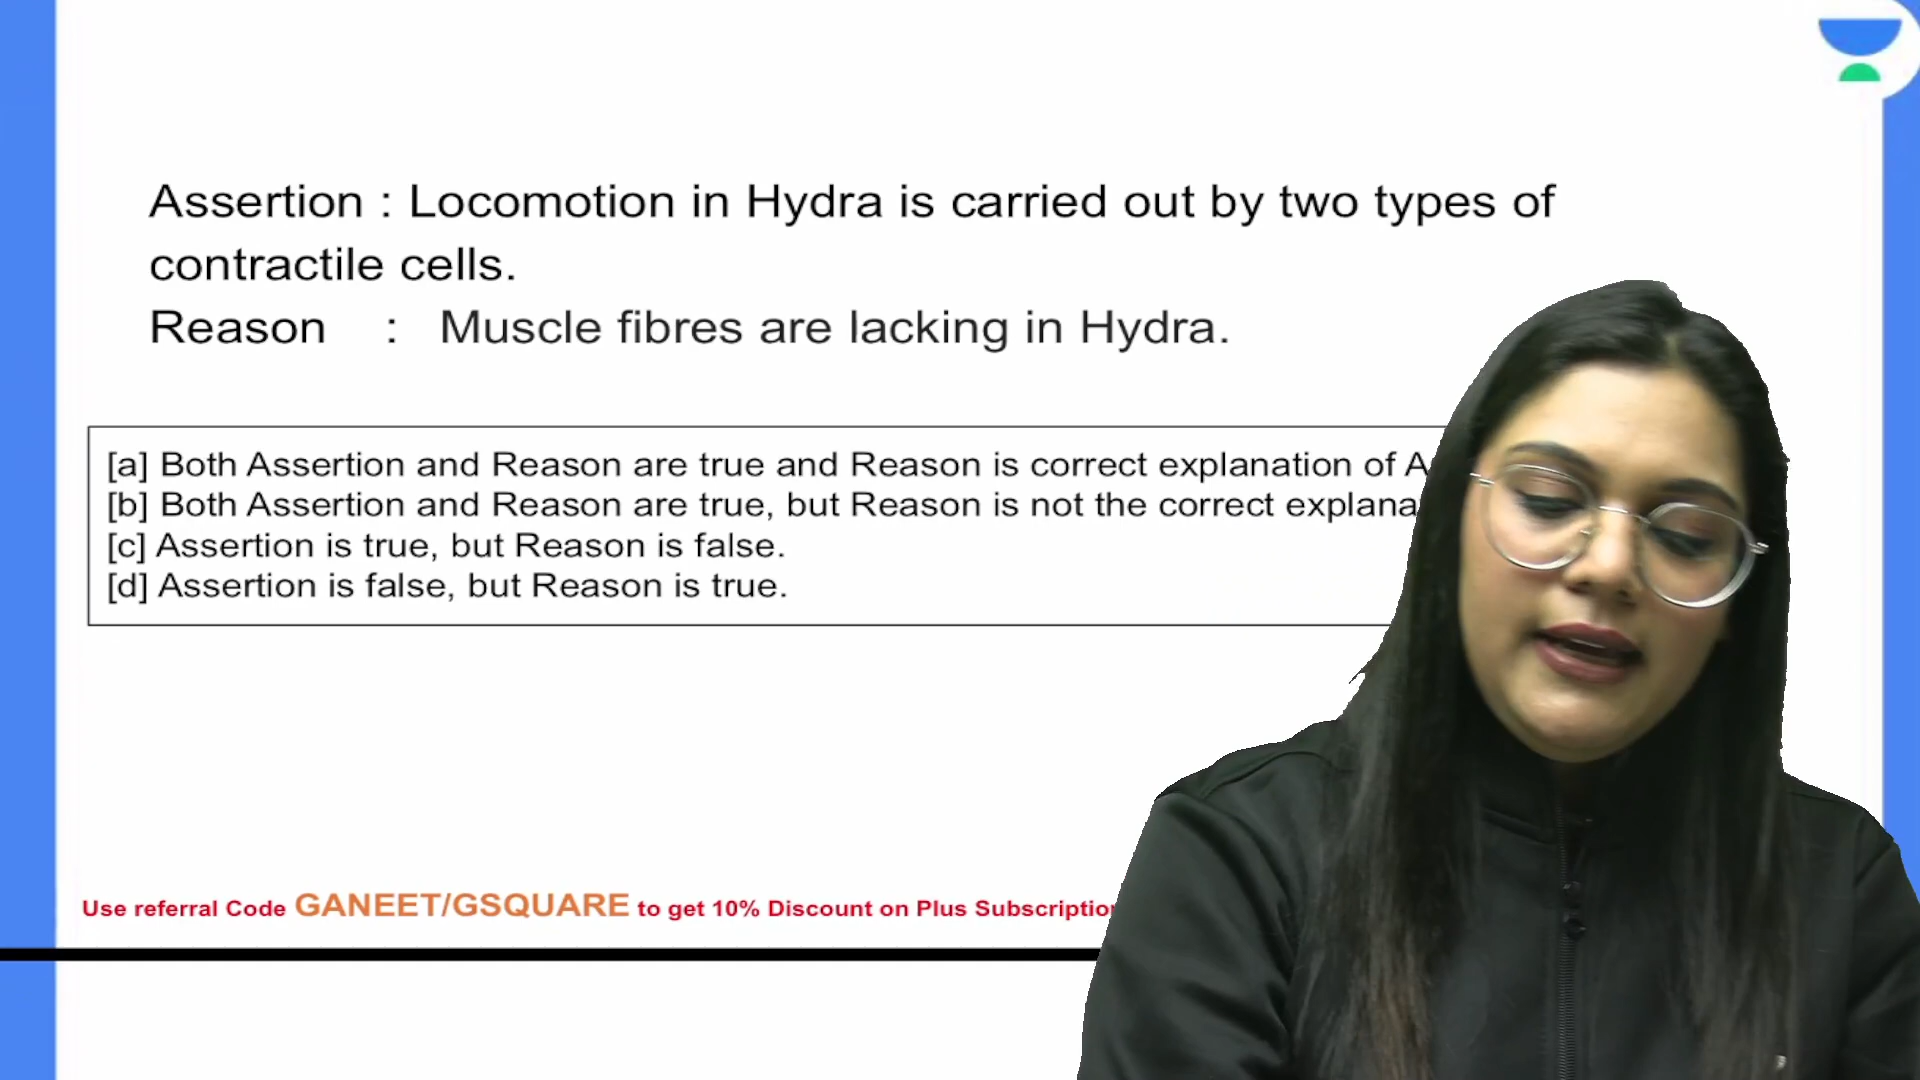 Assertion : Locomotion in Hydra is carried out by two types of
contractile cells.
Reason : Muscle fibres are lacking in Hydra.
[a] Both Assertion and Reason are true and Reason is correct explanation of
[b] Both Assertion and Reason are true, but Reason is not the correct
[c] Assertion is true, but Reason is false.
[d] Assertion is false, but Reason is true.
Use referral Code GANEET/GSQUARE to get 10% Discount on Plus